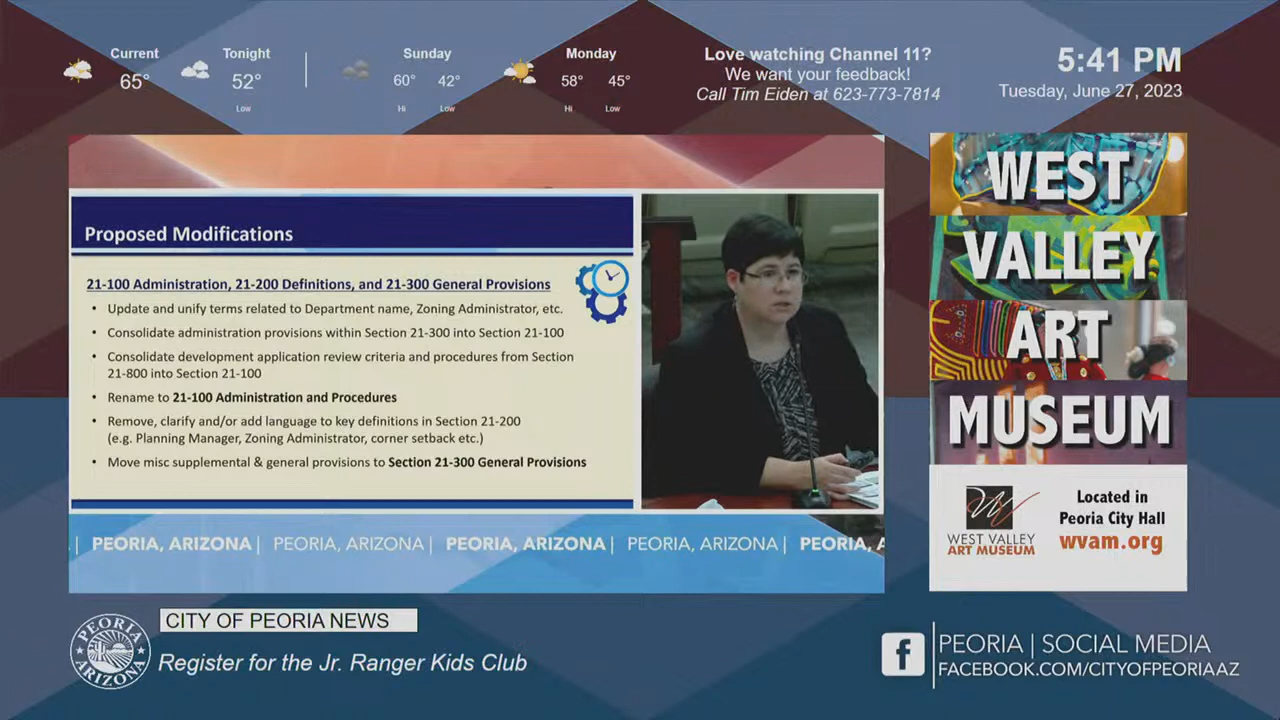 Current
65°
Tonight
52°
Low
Sunday
60° 42°
Hi Low
Monday
58° 45°
Hi Low
Love watching Channel 11?
We want your feedback!
Call Tim Eiden at 623-773-7814
5:41 PM
Tuesday, June 27, 2023
Proposed Modifications
21-100 Administration, 21-200 Definitions, and 21-300 General Provisions
• Update and unify terms related to Department name, Zoning Administrator, etc.
• Consolidate administration provisions within Section 21-300 into Section 21-100
• Consolidate development application review criteria and procedures from Section
21-800 into Section 21-100
• Rename to 21-100 Administration and Procedures
• Remove, clarify and/or add language to key definitions in Section 21-200
(e.g. Planning Manager, Zoning Administrator, corner setback etc.)
• Move misc supplemental & general provisions to Section 21-300 General Provisions
| PEORIA, ARIZONA | PEORIA, ARIZONA | PEORIA, ARIZONA | PEORIA, ARIZONA | PEORIA, A
WEST
VALLEY
ART
MUSEUM
W
WEST VALLEY
ART MUSEUM
Located in
Peoria City Hall
wvam.org
PEORIA
ARIZONA
CITY OF PEORIA NEWS
Register for the Jr. Ranger Kids Club
f
PEORIA | SOCIAL MEDIA
FACEBOOK.COM/CITYOFPEORIAAZ